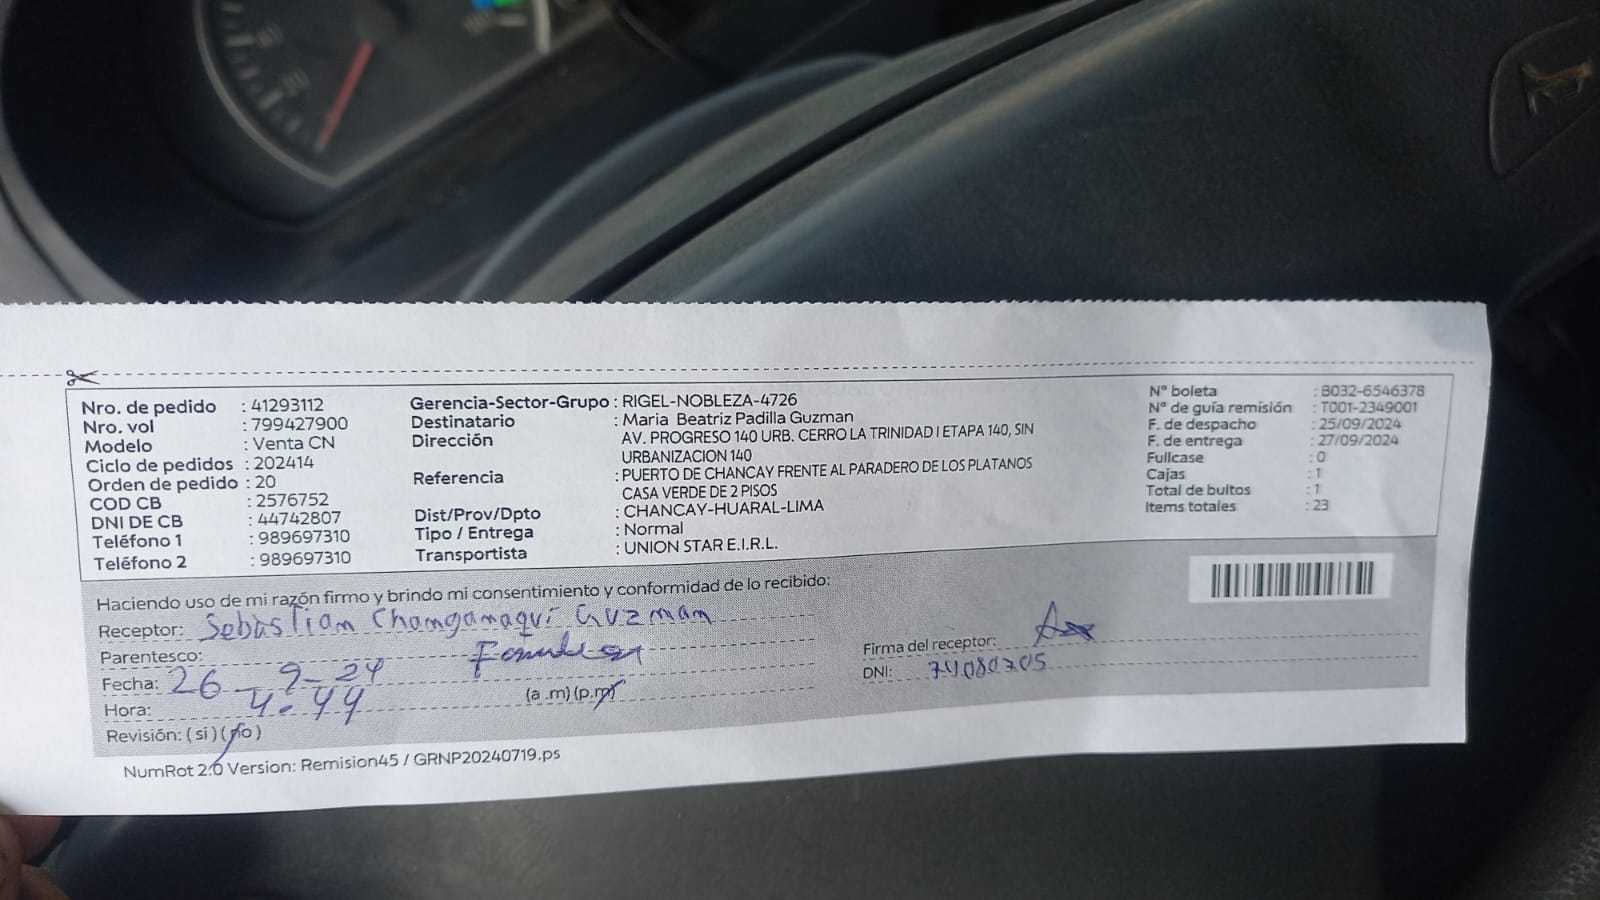 Nro. de pedido : 41293112
Nro. vol : 799427900
Modelo : Venta CN
Ciclo de pedidos : 202414
Orden de pedido : 20
COD CB : 2576752
DNI DE CB : 44742807
Teléfono 1 : 989697310
Teléfono 2 : 989697310
Gerencia-Sector-Grupo : RIGEL-NOBLEZA-4726
Destinatario : Maria Beatriz Padilla Guzman
Dirección : AV. PROGRESO 140 URB. CERRO LA TRINIDAD I ETAPA 140, SIN
URBANIZACION 140
Referencia : PUERTO DE CHANCAY FRENTE AL PARADERO DE LOS PLATANOS
CASA VERDE DE 2 PISOS
Dist/Prov/Dpto : CHANCAY-HUARAL-LIMA
Tipo / Entrega : Normal
Transportista : UNION STAR E.I.R.L.
N° boleta : B032-6546378
N° de guía remisión : T001-2349001
F. de despacho : 25/09/2024
F. de entrega : 27/09/2024
Fullcase : 0
Cajas : 1
Total de bultos : 1
Items totales : 23
Haciendo uso de mi razón firmo y brindo mi consentimiento y conformidad de lo recibido:
Receptor: Sebastian Changanaquí Guzman
Parentesco:
Fecha: 26-9-24
Hora: 4.44 (a .m) (p.m)
Revisión: ( si ) ( no )
Firma del receptor:
DNI: 74080705
NumRot 2.0 Version: Remision45 / GRNP20240719.ps